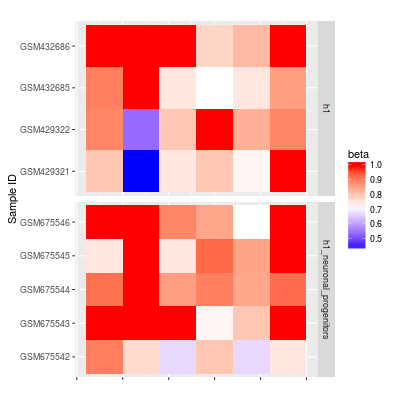 Sample ID
GSM432686
GSM432685
GSM429322
GSM429321
h1
GSM675546
GSM675545
GSM675544
GSM675543
GSM675542
h1_neuronal_progenitors
beta
1.0
0.9
0.8
0.7
0.6
0.5